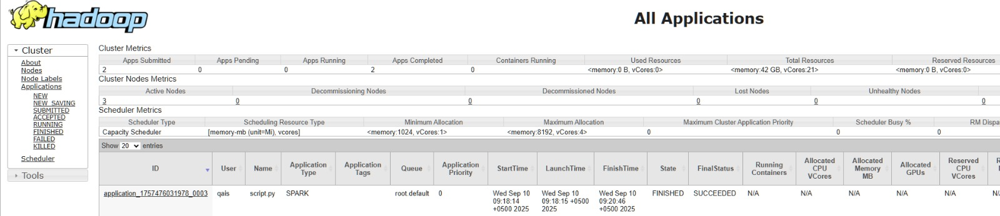 hadoop
All Applications
Cluster
About
Nodes
Node Labels
Applications
NEW
NEW_SAVING
SUBMITTED
ACCEPTED
RUNNING
FINISHED
FAILED
KILLED
Scheduler
Tools
Cluster Metrics
Apps Submitted Apps Pending Apps Running Apps Completed Containers Running Used Resources Total Resources Reserved Resources
2 0 0 2 0 <memory:0 B, vCores:0> <memory:42 GB, vCores:21> <memory:0 B, vCores:0>
Cluster Nodes Metrics
Active Nodes Decommissioning Nodes Decommissioned Nodes Lost Nodes Unhealthy Nodes
3 0 0 0 0 0
Scheduler Metrics
Scheduler Type Scheduling Resource Type Minimum Allocation Maximum Allocation Maximum Cluster Application Priority Scheduler Busy % RM Dispa
Capacity Scheduler [memory-mb (unit=Mi), vcores] <memory:1024, vCores:1> <memory:8192, vCores:4> 0 0 0
Show 20 entries
ID User Name Application Type Application Tags Queue Application Priority StartTime LaunchTime FinishTime State FinalStatus Running Containers Allocated CPU VCores Allocated Memory MB Allocated GPUs Reserved CPU VCores
application_1757476031978_0003 qais script.py SPARK root.default 0 Wed Sep 10 09:18:14 +0500 2025 Wed Sep 10 09:18:15 +0500 2025 Wed Sep 10 09:20:46 +0500 2025 FINISHED SUCCEEDED N/A N/A N/A N/A N/A